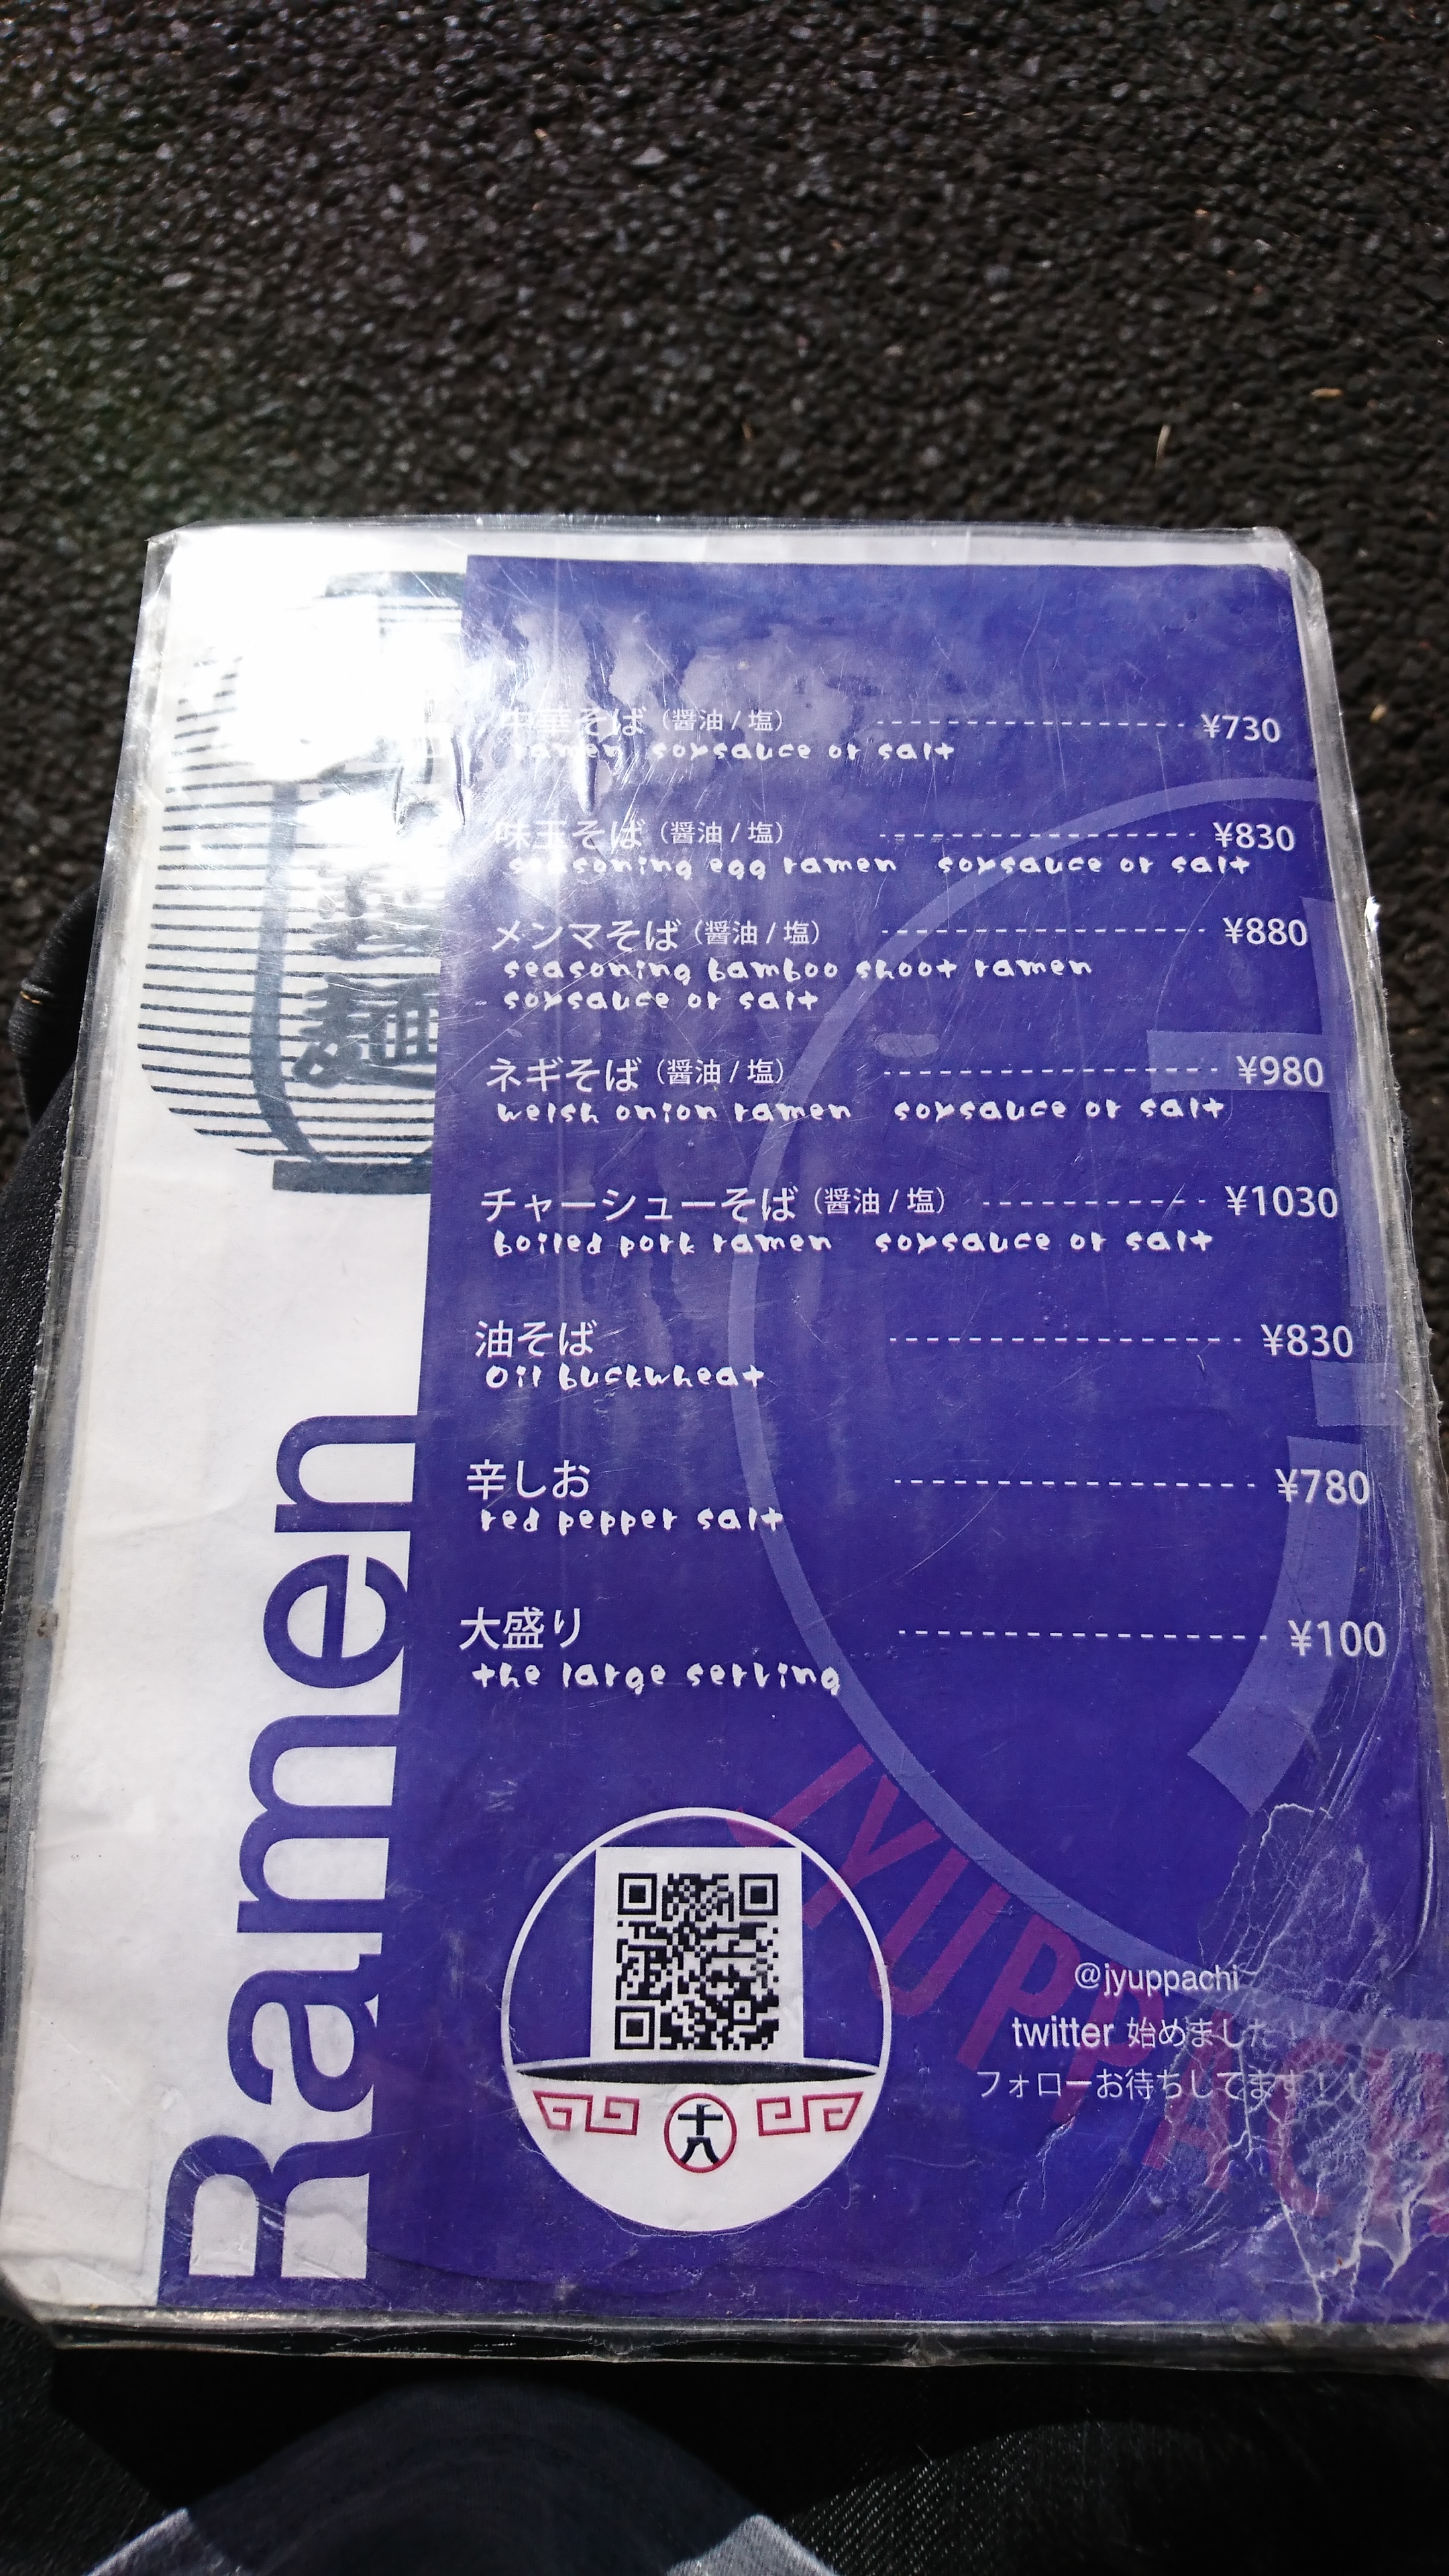 中華そば（醤油 / 塩） ¥730
ramen soysauce or salt
味玉そば（醤油 / 塩） ¥830
seasoning egg ramen soysauce or salt
メンマそば（醤油 / 塩） ¥880
seasoning bamboo shoot ramen
soysauce or salt
ネギそば（醤油 / 塩） ¥980
welsh onion ramen soysauce or salt
チャーシューそば（醤油 / 塩） ¥1030
boiled pork ramen soysauce or salt
油そば ¥830
oil buckwheat
辛しお ¥780
red pepper salt
大盛り ¥100
the large serving
Ramen
麺
JYUPPACH
十八
@jyuppachi
twitter 始めました
フォローお待ちしてます！！